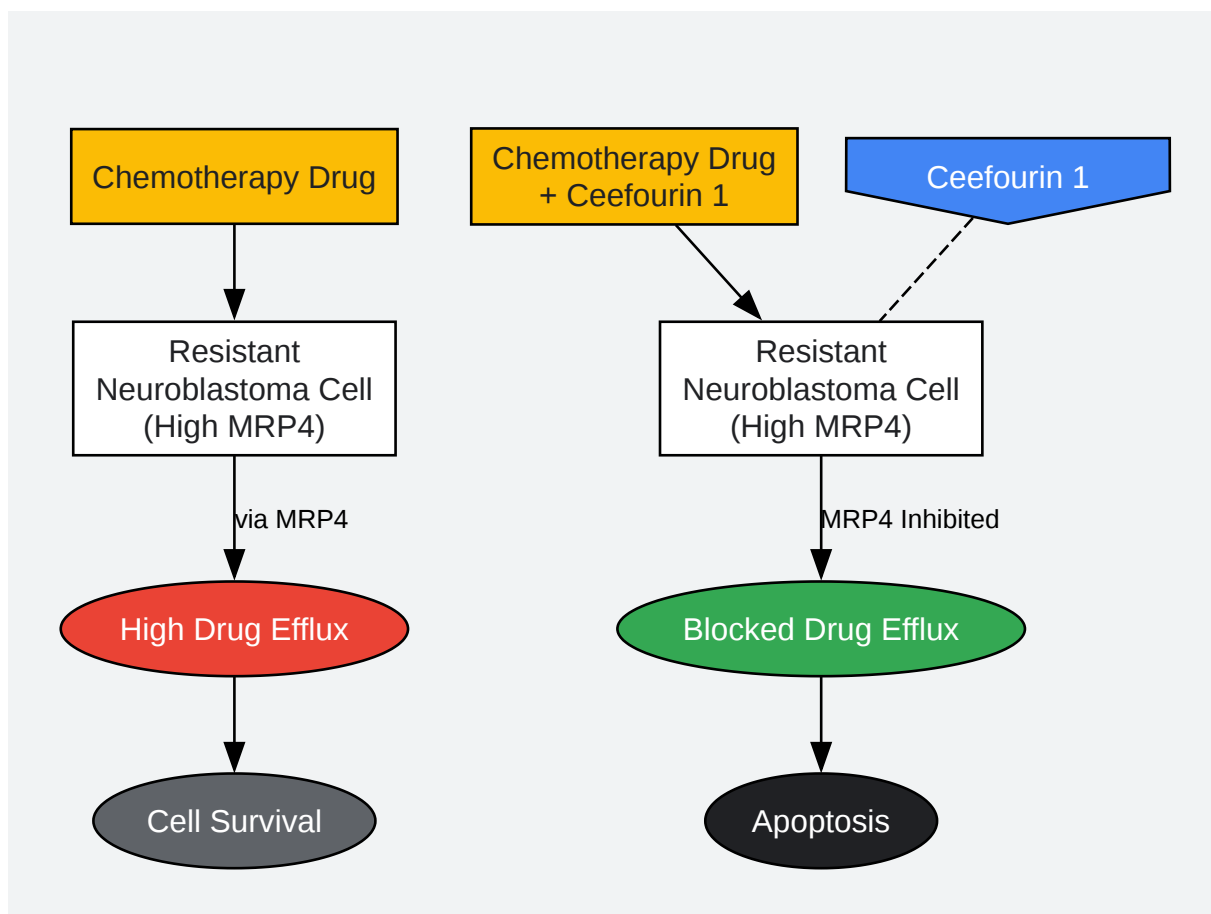 Chemotherapy Drug
Chemotherapy Drug
+ Ceefourin 1
Ceefourin 1
Resistant
Neuroblastoma Cell
(High MRP4)
Resistant
Neuroblastoma Cell
(High MRP4)
via MRP4
MRP4 Inhibited
High Drug Efflux
Blocked Drug Efflux
Cell Survival
Apoptosis